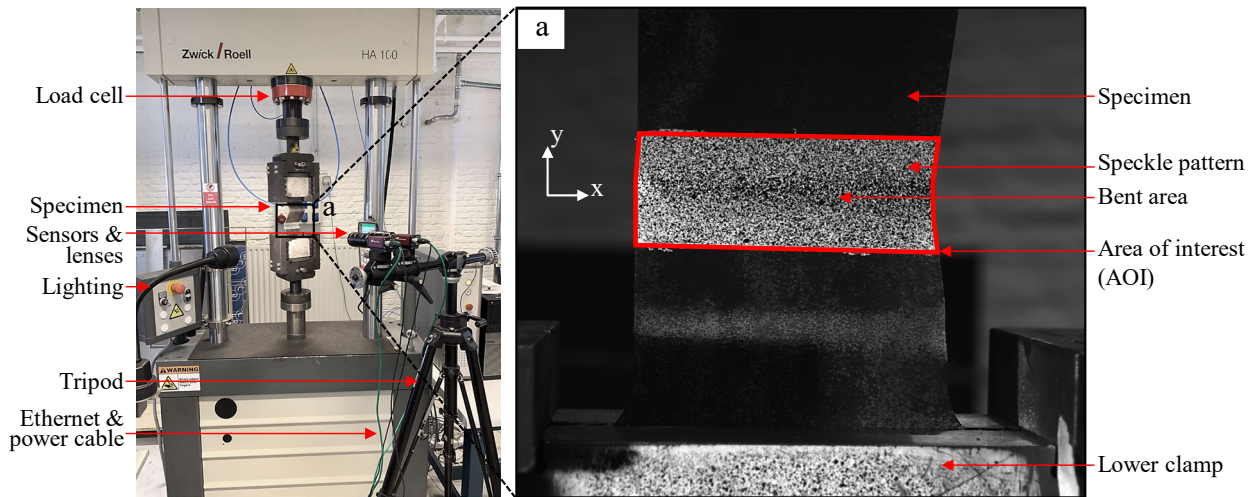 Zwick / Roell
HA 100
Load cell
Specimen
a
Sensors &
lenses
Lighting
WARNING
Tripod
Ethernet &
power cable
a
y
x
Specimen
Speckle pattern
Bent area
Area of interest
(AOI)
Lower clamp